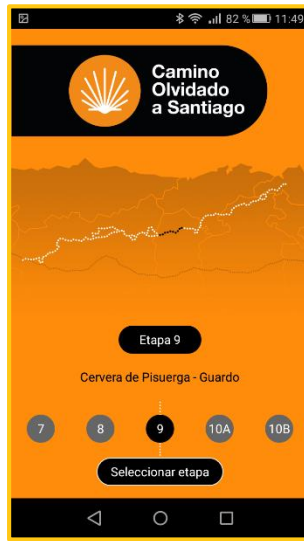 82 % 11:49
Camino
Olvidado
a Santiago
Etapa 9
Cervera de Pisuerga - Guardo
7 8 9 10A 10B
Seleccionar etapa